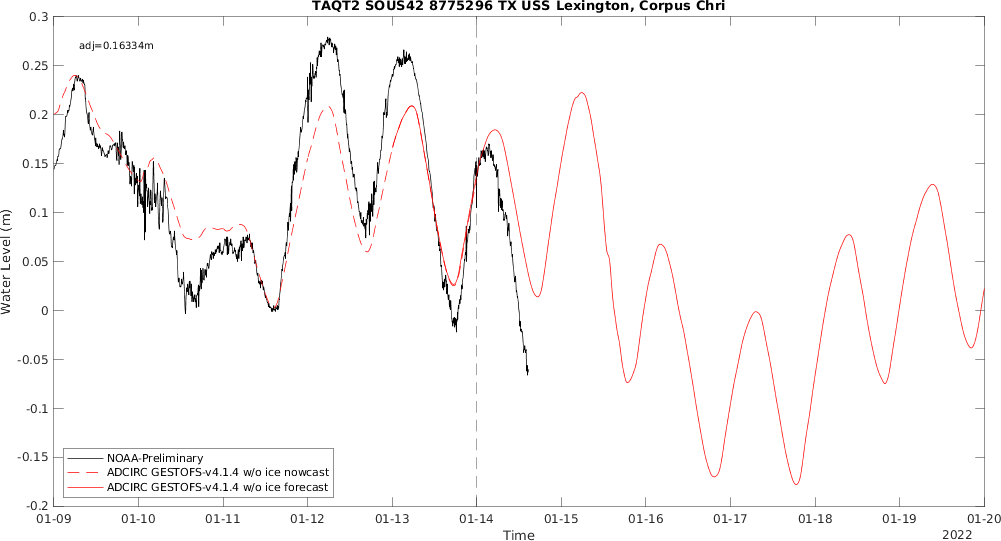 TAQT2 SOUS42 8775296 TX USS Lexington, Corpus Chri
adj=0.16334m
0.3
0.25
0.2
0.15
0.1
0.05
0
-0.05
-0.1
-0.15
-0.2
Water Level (m)
NOAA-Preliminary
ADCIRC GESTOFS-v4.1.4 w/o ice nowcast
ADCIRC GESTOFS-v4.1.4 w/o ice forecast
01-09 01-10 01-11 01-12 01-13 01-14 01-15 01-16 01-17 01-18 01-19 01-20
Time
2022